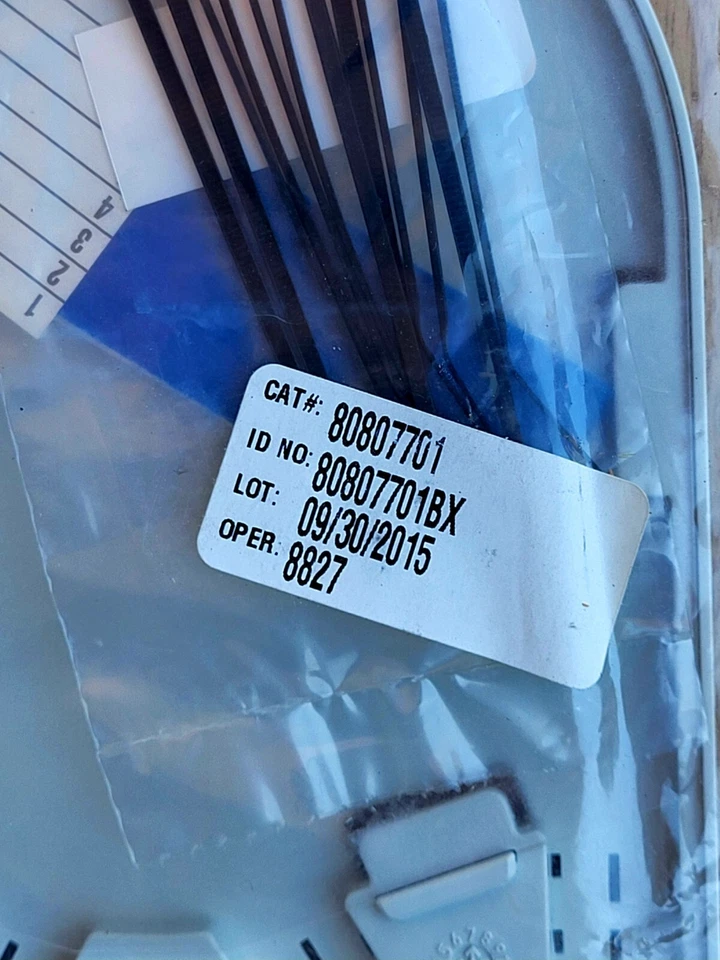 4
3
2
1
CAT#: 80807701
ID NO: 80807701BX
LOT: 09/30/2015
OPER: 8827